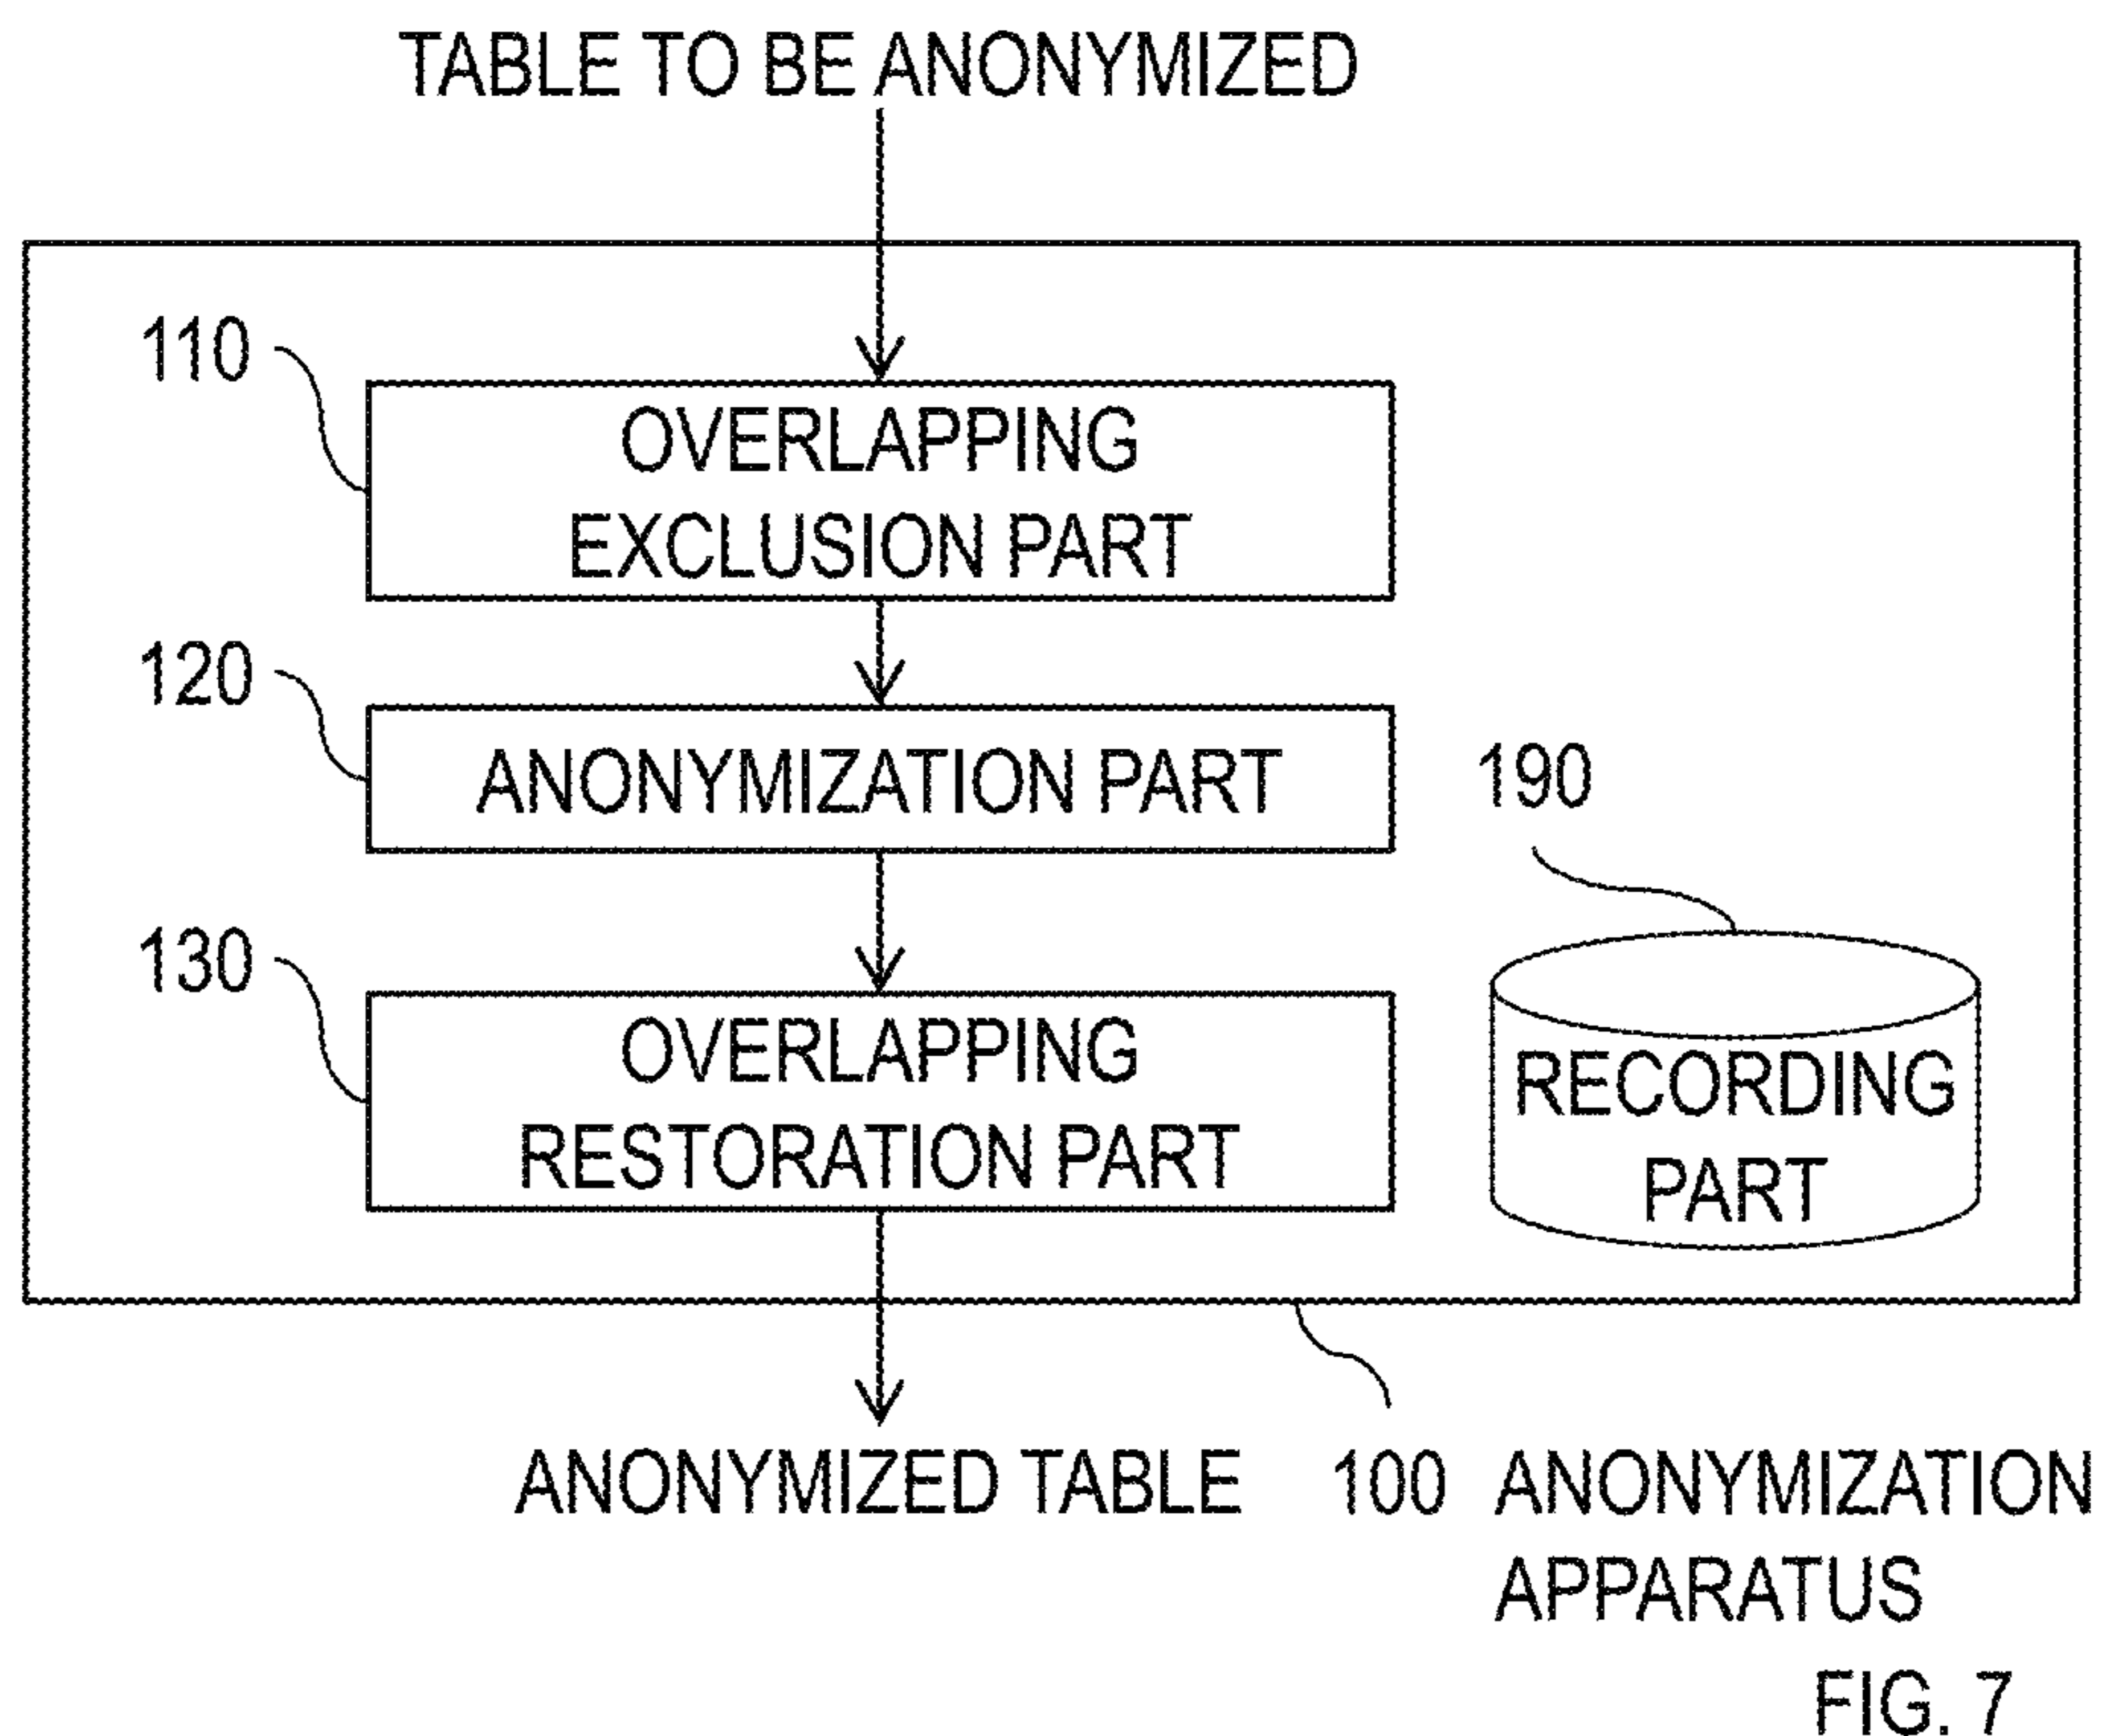 TABLE TO BE ANONYMIZED
110
OVERLAPPING
EXCLUSION PART
120
ANONYMIZATION PART
190
130
OVERLAPPING
RESTORATION PART
RECORDING
PART
ANONYMIZED TABLE
100 ANONYMIZATION
APPARATUS
FIG. 7